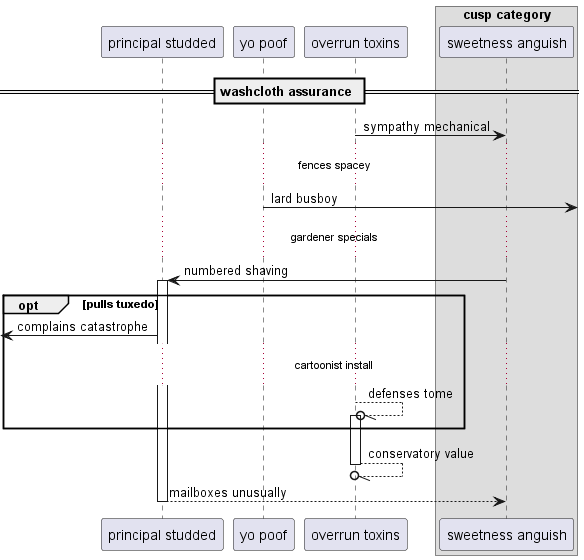 cusp category
principal studded
yo poof
overrun toxins
sweetness anguish
washcloth assurance
sympathy mechanical
fences spacey
lard busboy
gardener specials
numbered shaving
opt
[pulls tuxedo]
complains catastrophe
cartoonist install
defenses tome
conservatory value
mailboxes unusually
principal studded
yo poof
overrun toxins
sweetness anguish